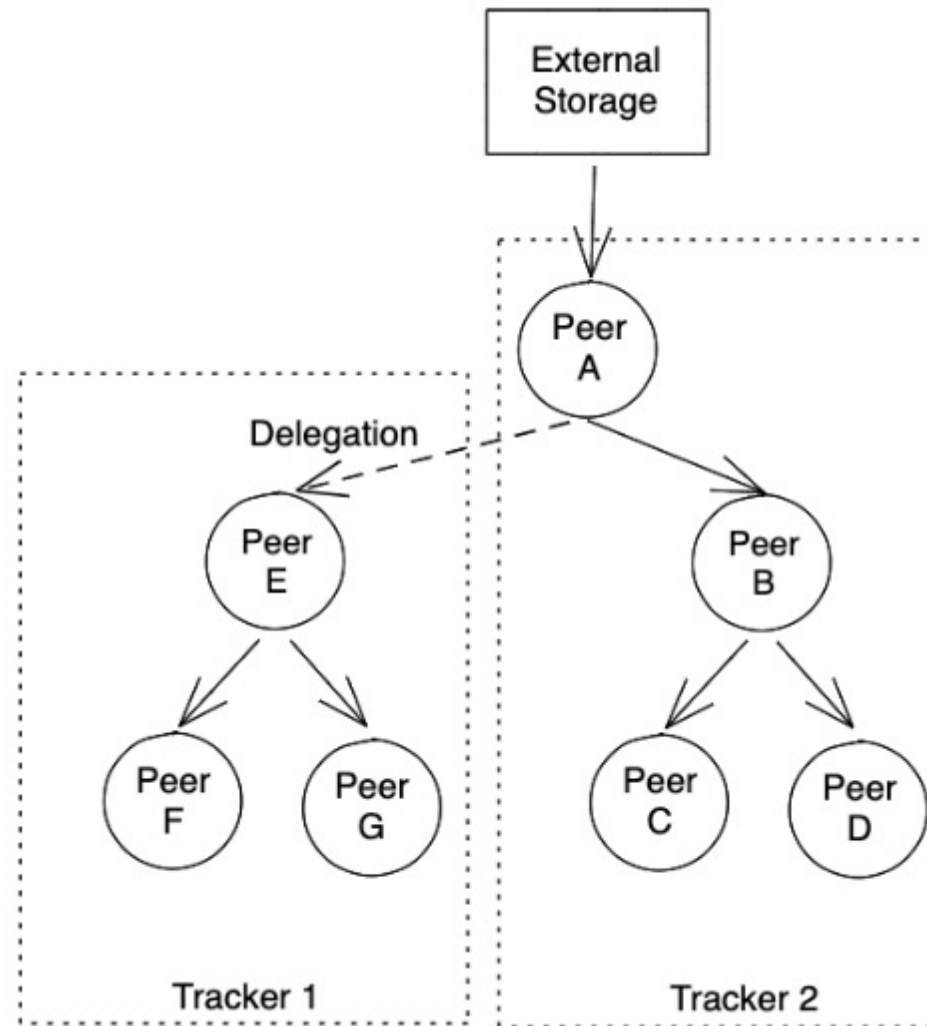 External
Storage
Peer
A
Delegation
Peer
E
Peer
B
Peer
F
Peer
G
Peer
C
Peer
D
Tracker 1
Tracker 2